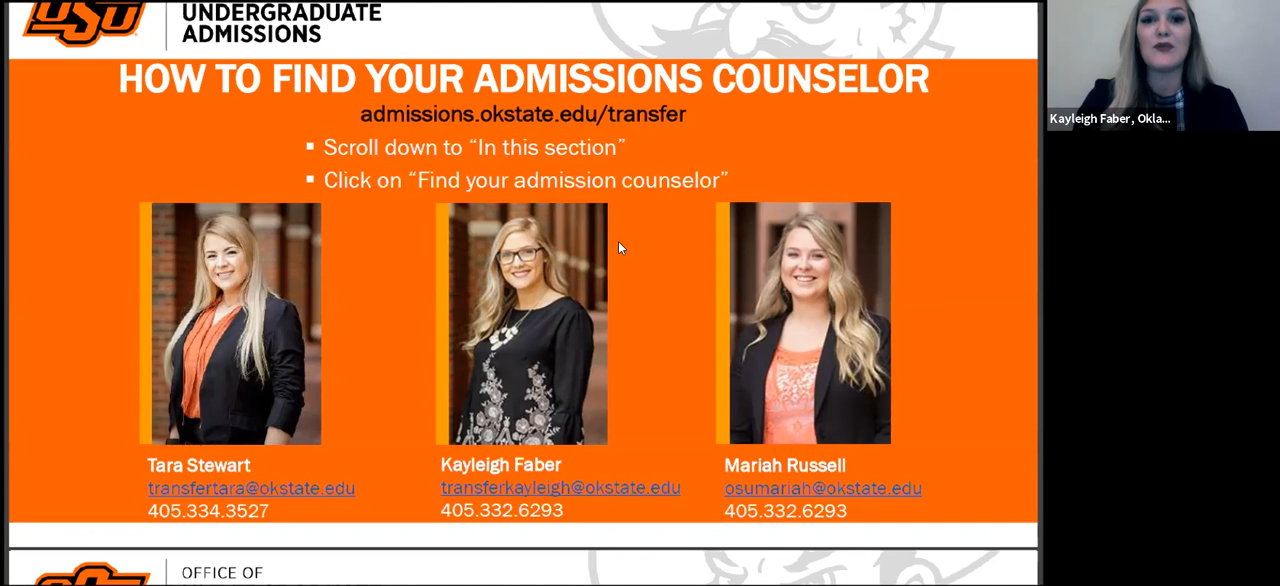 OSU
UNDERGRADUATE
ADMISSIONS
HOW TO FIND YOUR ADMISSIONS COUNSELOR
admissions.okstate.edu/transfer
▪ Scroll down to “In this section”
▪ Click on “Find your admission counselor”
Tara Stewart
transfertara@okstate.edu
405.334.3527
Kayleigh Faber
transferkayleigh@okstate.edu
405.332.6293
Mariah Russell
osumariah@okstate.edu
405.332.6293
OFFICE OF
Kayleigh Faber, Okla...